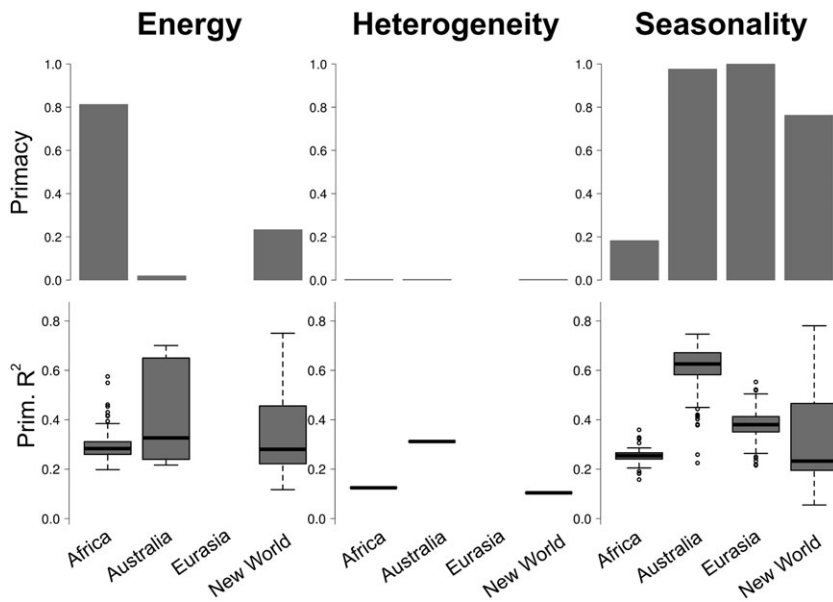 Energy Heterogeneity Seasonality
Primacy
1.0 1.0 1.0
0.8 0.8 0.8
0.6 0.6 0.6
0.4 0.4 0.4
0.2 0.2 0.2
0.0 0.0 0.0
Prim. R²
0.8 0.8 0.8
0.6 0.6 0.6
0.4 0.4 0.4
0.2 0.2 0.2
0.0 0.0 0.0
Africa Australia Eurasia New World Africa Australia Eurasia New World Africa Australia Eurasia New World